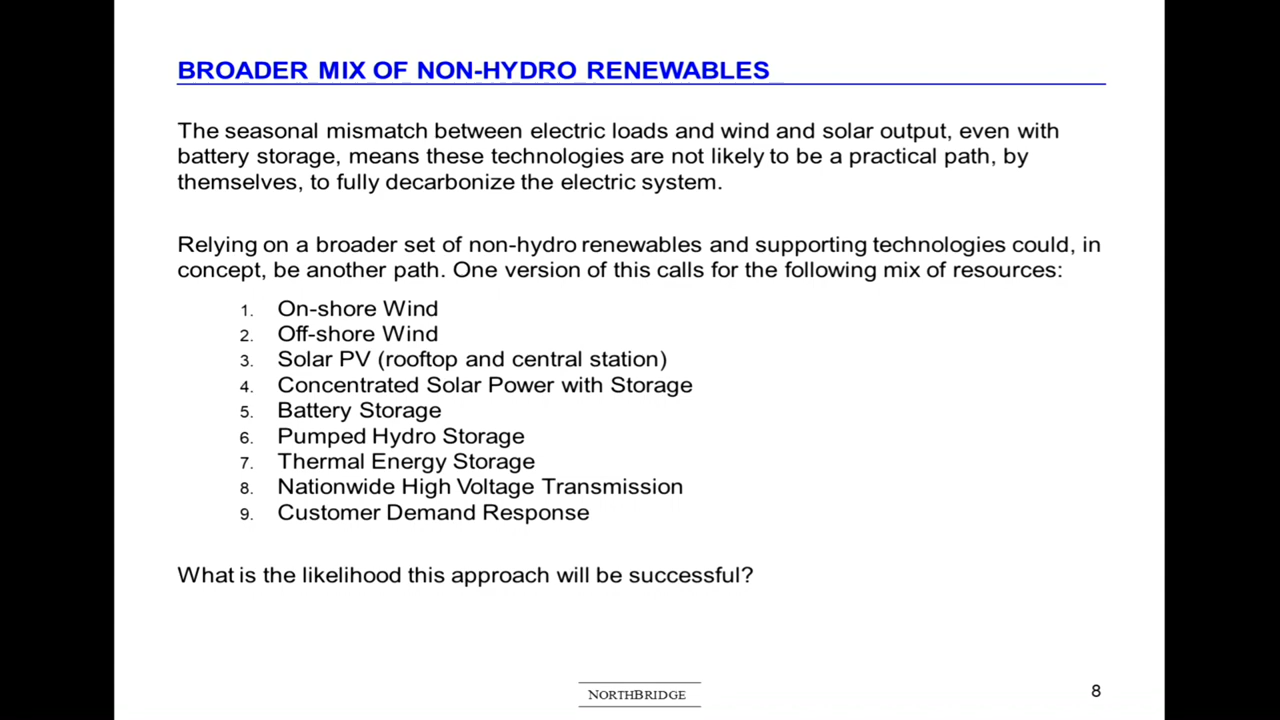 BROADER MIX OF NON-HYDRO RENEWABLES
The seasonal mismatch between electric loads and wind and solar output, even with
battery storage, means these technologies are not likely to be a practical path, by
themselves, to fully decarbonize the electric system.
Relying on a broader set of non-hydro renewables and supporting technologies could, in
concept, be another path. One version of this calls for the following mix of resources:
1. On-shore Wind
2. Off-shore Wind
3. Solar PV (rooftop and central station)
4. Concentrated Solar Power with Storage
5. Battery Storage
6. Pumped Hydro Storage
7. Thermal Energy Storage
8. Nationwide High Voltage Transmission
9. Customer Demand Response
What is the likelihood this approach will be successful?
NORTHBRIDGE
8